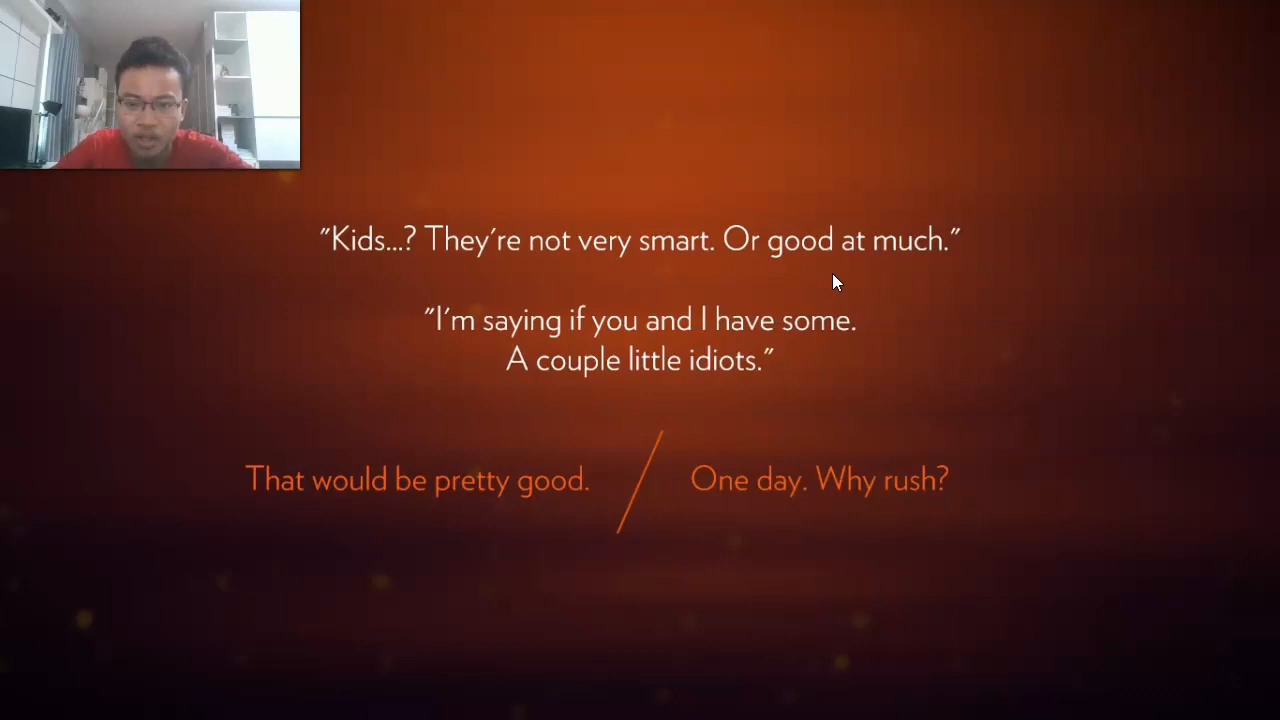 "Kids...? They're not very smart. Or good at much."
"I'm saying if you and I have some.
A couple little idiots."
That would be pretty good.
One day. Why rush?